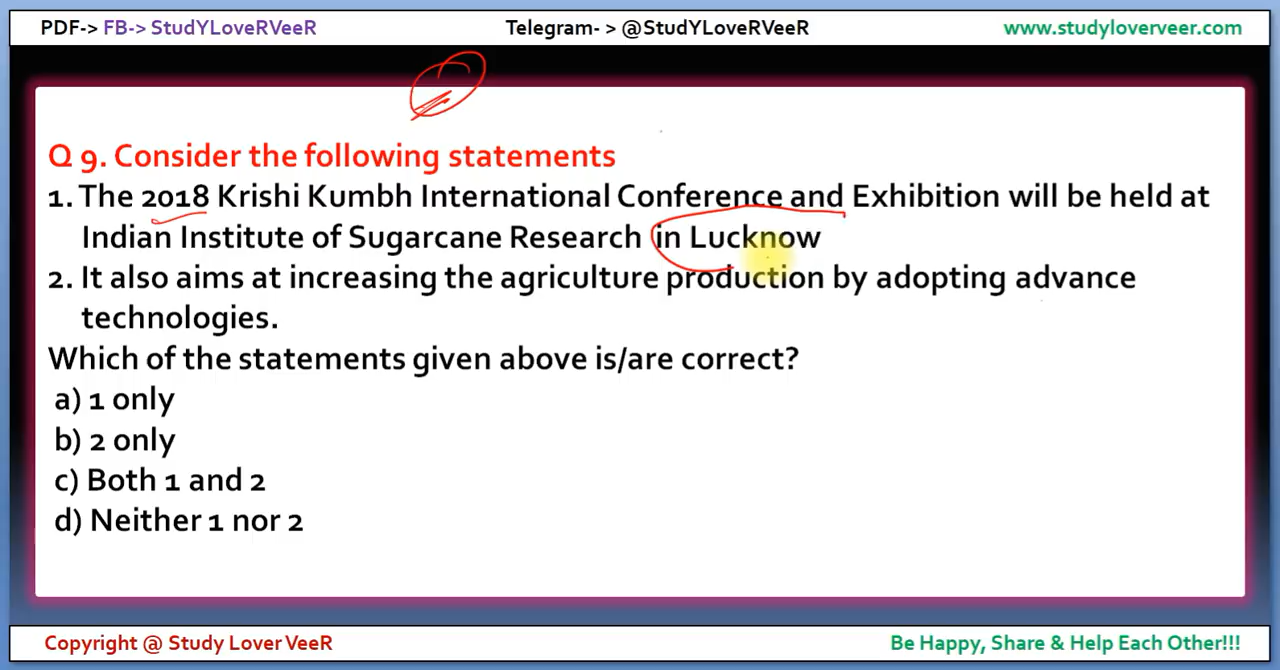 PDF-> FB-> StudYLoveRVeeR Telegram- > @StudYLoveRVeeR www.studyloverveer.com
Q 9. Consider the following statements
1. The 2018 Krishi Kumbh International Conference and Exhibition will be held at
Indian Institute of Sugarcane Research in Lucknow
2. It also aims at increasing the agriculture production by adopting advance
technologies.
Which of the statements given above is/are correct?
a) 1 only
b) 2 only
c) Both 1 and 2
d) Neither 1 nor 2
Copyright @ Study Lover VeeR Be Happy, Share & Help Each Other!!!